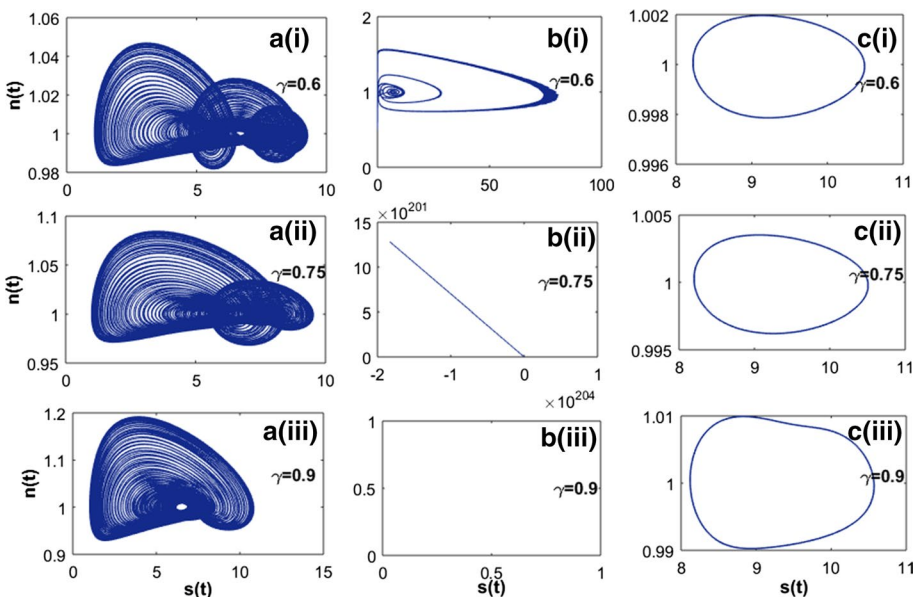 a(i)
γ=0.6
n(t)
1.06
1.04
1.02
1
0.98
0
5
10
b(i)
γ=0.6
2
1
0
0
50
100
c(i)
γ=0.6
1.002
1
0.998
0.996
8
9
10
11
a(ii)
γ=0.75
n(t)
1.1
1.05
1
0.95
0
5
10
b(ii)
γ=0.75
×10^201
15
10
5
0
-2
-1
0
1
×10^204
c(ii)
γ=0.75
1.005
1
0.995
8
9
10
11
a(iii)
γ=0.9
n(t)
1.2
1.1
1
0.9
0
5
10
15
s(t)
b(iii)
γ=0.9
1
0.5
0
0
0.5
1
s(t)
c(iii)
γ=0.9
1.01
1
0.99
8
9
10
11
s(t)